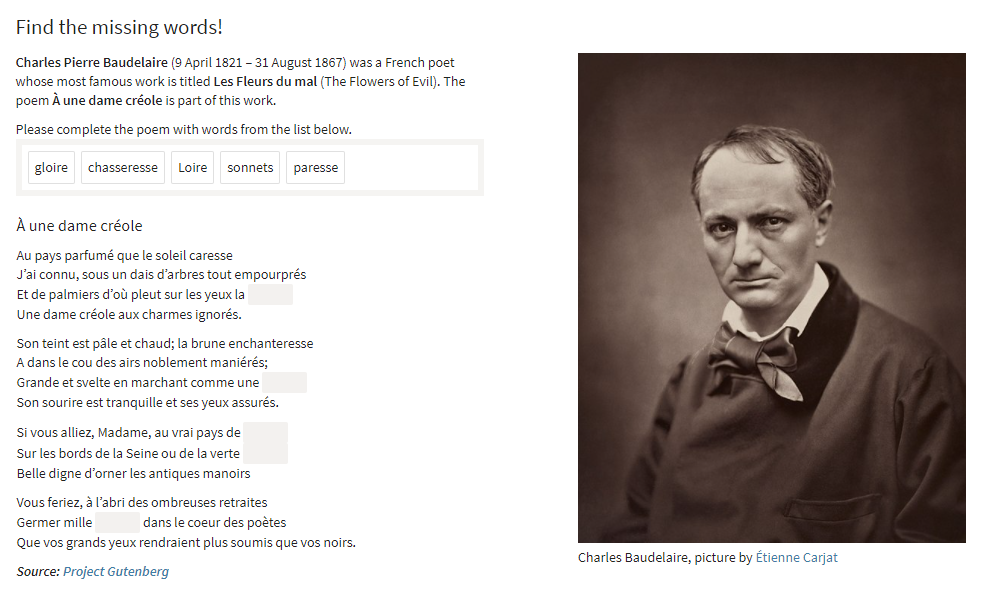 Find the missing words!
Charles Pierre Baudelaire (9 April 1821 – 31 August 1867) was a French poet
whose most famous work is titled Les Fleurs du mal (The Flowers of Evil). The
poem À une dame créole is part of this work.
Please complete the poem with words from the list below.
gloire chasseresse Loire sonnets paresse
À une dame créole
Au pays parfumé que le soleil caresse
J’ai connu, sous un dais d’arbres tout empourprés
Et de palmiers d’où pleut sur les yeux la
Une dame créole aux charmes ignorés.
Son teint est pâle et chaud; la brune enchanteresse
A dans le cou des airs noblement maniérés;
Grande et svelte en marchant comme une
Son sourire est tranquille et ses yeux assurés.
Si vous alliez, Madame, au vrai pays de
Sur les bords de la Seine ou de la verte
Belle digne d’orner les antiques manoirs
Vous feriez, à l’abri des ombreuses retraites
Germer mille dans le coeur des poètes
Que vos grands yeux rendraient plus soumis que vos noirs.
Source: Project Gutenberg
Charles Baudelaire, picture by Étienne Carjat